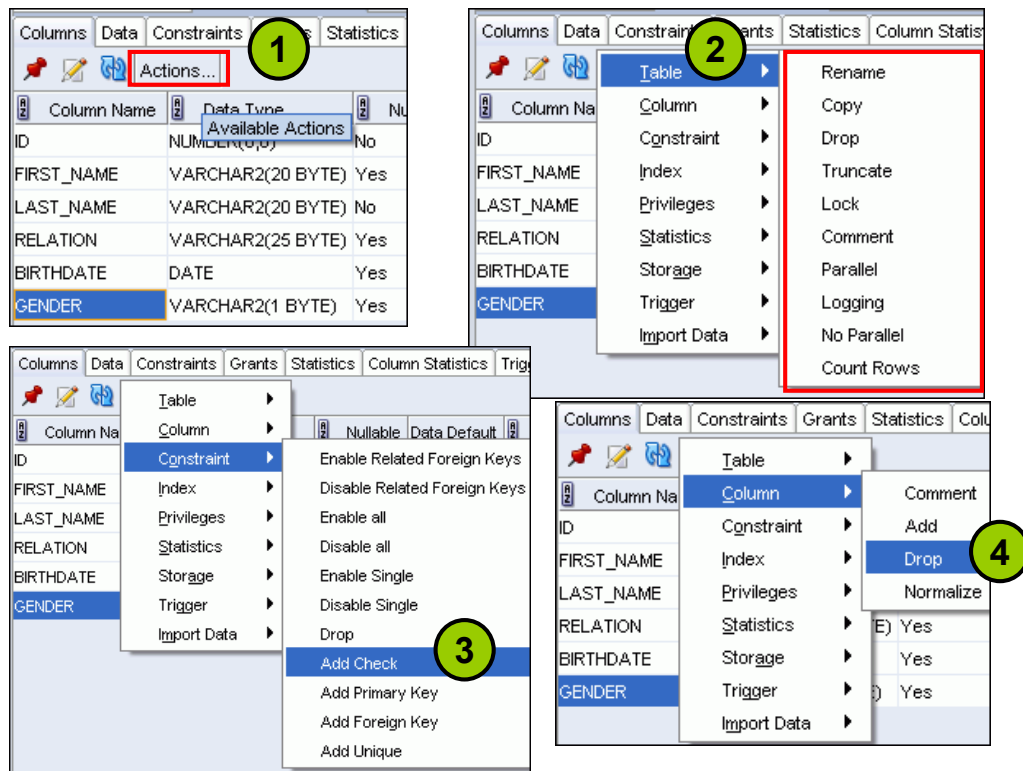 Columns Data Constraints Statistics
1
Actions...
Column Name Data Type
Available Actions
ID No
FIRST_NAME VARCHAR2(20 BYTE) Yes
LAST_NAME VARCHAR2(20 BYTE) No
RELATION VARCHAR2(25 BYTE) Yes
BIRTHDATE DATE Yes
GENDER VARCHAR2(1 BYTE) Yes
Columns Data Statistics Column
2
Table
Column
Constraint
Index
Privileges
Statistics
Storage
Trigger
Import Data
Rename
Copy
Drop
Truncate
Lock
Comment
Parallel
Logging
No Parallel
Count Rows
Column Na
ID
FIRST_NAME
LAST_NAME
RELATION
BIRTHDATE
GENDER
Columns Data Constraints Grants Statistics Column Statistics
Table
Column
Constraint
Index
Privileges
Statistics
Storage
Trigger
Import Data
Column Na Nullable Data Default
ID
FIRST_NAME
LAST_NAME
RELATION
BIRTHDATE
GENDER
Enable Related Foreign Keys
Disable Related Foreign Keys
Enable all
Disable all
Enable Single
Disable Single
Drop
Add Check
3
Add Primary Key
Add Foreign Key
Add Unique
Columns Data Constraints Grants Statistics
Table
Column
Constraint
Index
Privileges
Statistics
Storage
Trigger
Import Data
Comment
Add
Drop
4
Normalize
Column Na
ID
FIRST_NAME
LAST_NAME
RELATION E) Yes
BIRTHDATE Yes
GENDER Yes